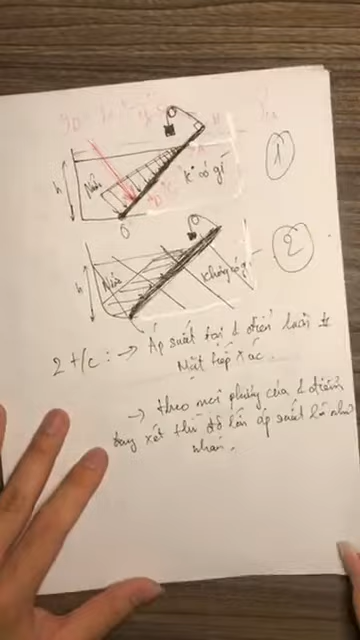 h
Nước
A
K° có gì
①
O
h
Nước
Không có gì
②
2 t/c : → Áp suất tại 1 điểm luôn ⊥
Mặt tiếp xúc.
→ theo mọi phương của 1 điểm
đang xét thì độ lớn áp suất là như
nhau.